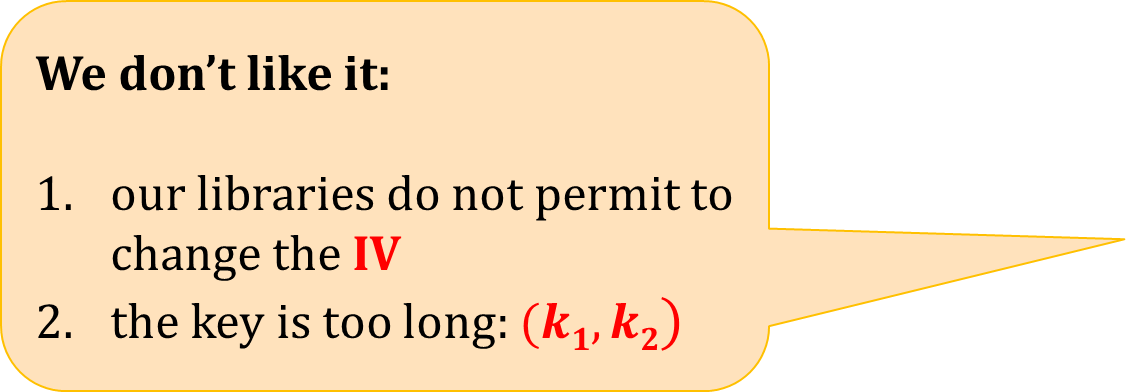 We don’t like it:
1. our libraries do not permit to
change the IV
2. the key is too long: (k₁, k₂)